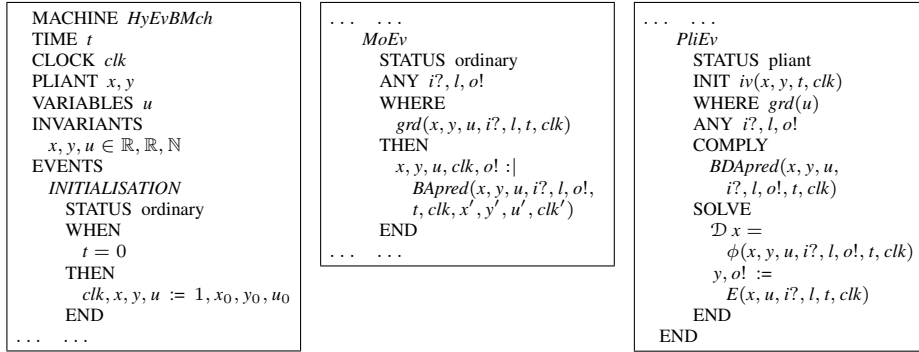 MACHINE HyEvBMch
TIME t
CLOCK clk
PLIANT x, y
VARIABLES u
INVARIANTS
x, y, u ∈ ℝ, ℝ, ℕ
EVENTS
INITIALISATION
STATUS ordinary
WHEN
t = 0
THEN
clk, x, y, u := 1, x₀, y₀, u₀
END
. . . . . .
. . . . . .
MoEv
STATUS ordinary
ANY i?, l, o!
WHERE
grd(x, y, u, i?, l, t, clk)
THEN
x, y, u, clk, o! :|
BApred(x, y, u, i?, l, o!,
t, clk, x′, y′, u′, clk′)
END
. . . . . .
. . . . . .
PliEv
STATUS pliant
INIT iv(x, y, t, clk)
WHERE grd(u)
ANY i?, l, o!
COMPLY
BDApred(x, y, u,
i?, l, o!, t, clk)
SOLVE
𝒟 x =
ϕ(x, y, u, i?, l, o!, t, clk)
y, o! :=
E(x, u, i?, l, t, clk)
END
END